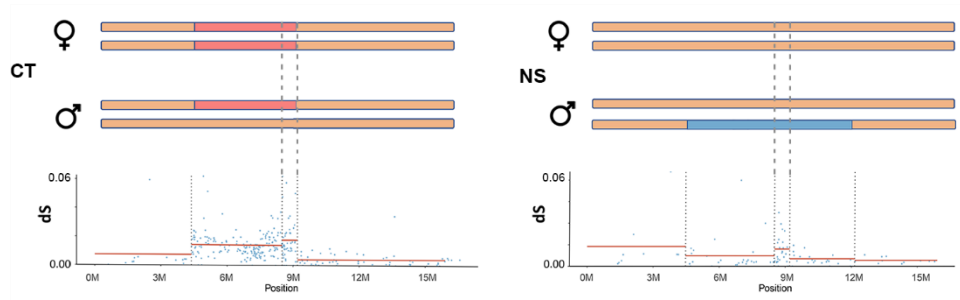 ♀
CT
♂
0.06
dS
0.00
0M 3M 6M 9M 12M 15M
Position
♀
NS
♂
0.06
dS
0.00
0M 3M 6M 9M 12M 15M
Position